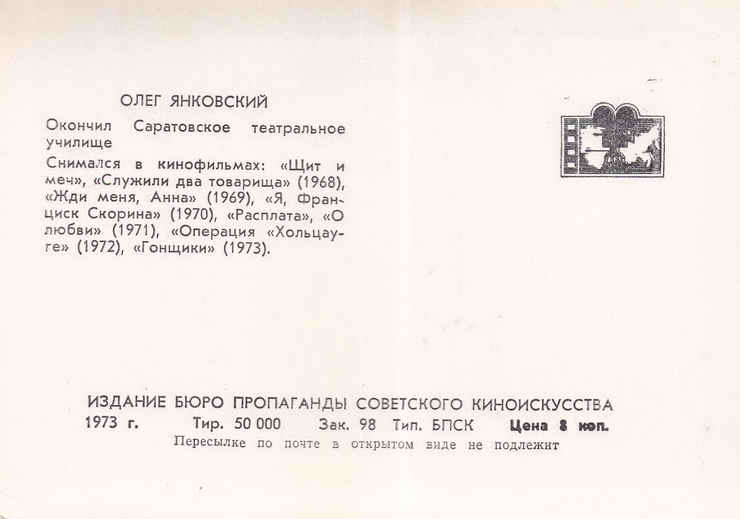 ОЛЕГ ЯНКОВСКИЙ
Окончил Саратовское театральное
училище
Снимался в кинофильмах: «Щит и
меч», «Служили два товарища» (1968),
«Жди меня, Анна» (1969), «Я, Фран-
циск Скорина» (1970), «Расплата», «О
любви» (1971), «Операция «Хольцау-
ге» (1972), «Гонщики» (1973).
ИЗДАНИЕ БЮРО ПРОПАГАНДЫ СОВЕТСКОГО КИНОИСКУССТВА
1973 г. Тир. 50 000 Зак. 98 Тип. БПСК Цена 8 коп.
Пересылке по почте в открытом виде не подлежит